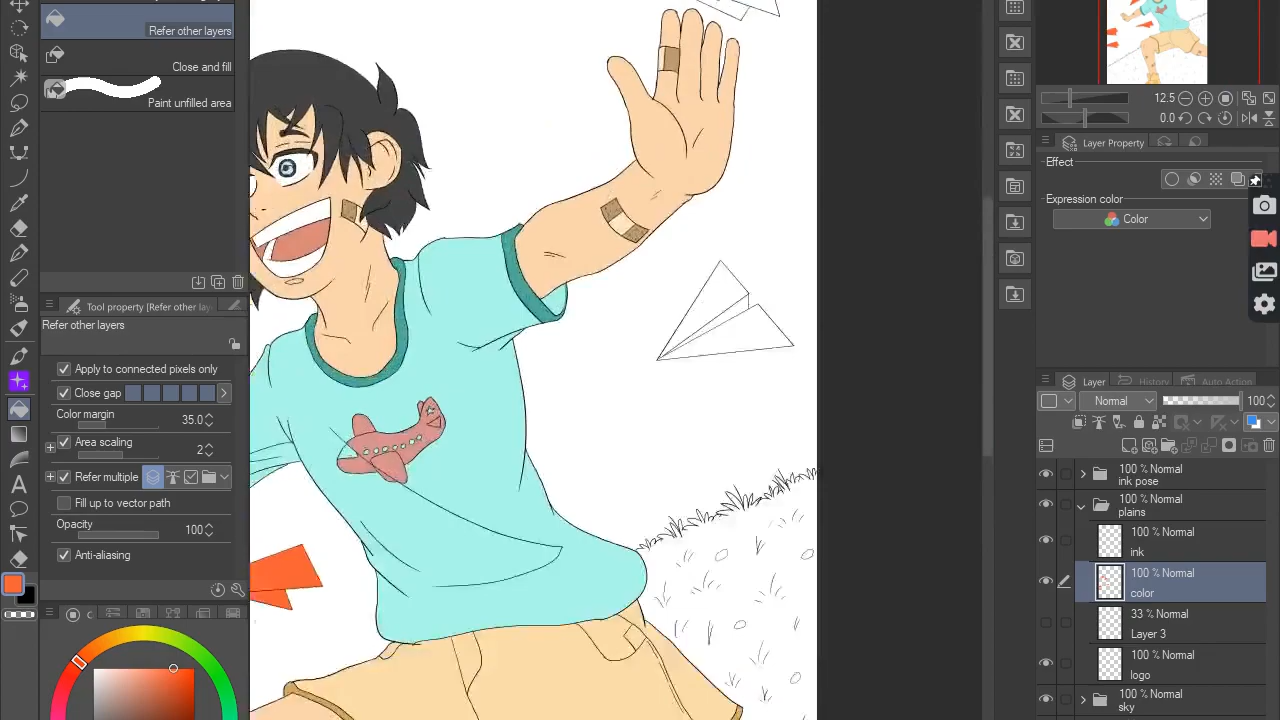 Refer other layers
Close and fill
Paint unfilled area
Tool property [Refer other lay
Refer other layers
Apply to connected pixels only
Close gap
Color margin
35.0
Area scaling
2
Refer multiple
Fill up to vector path
Opacity
100
Anti-aliasing
12.5
0.0
Layer Property
Effect
Expression color
Color
Layer
History
Auto Action
Normal
100
100 % Normal
ink pose
100 % Normal
plains
100 % Normal
ink
100 % Normal
color
33 % Normal
Layer 3
100 % Normal
logo
100 % Normal
sky